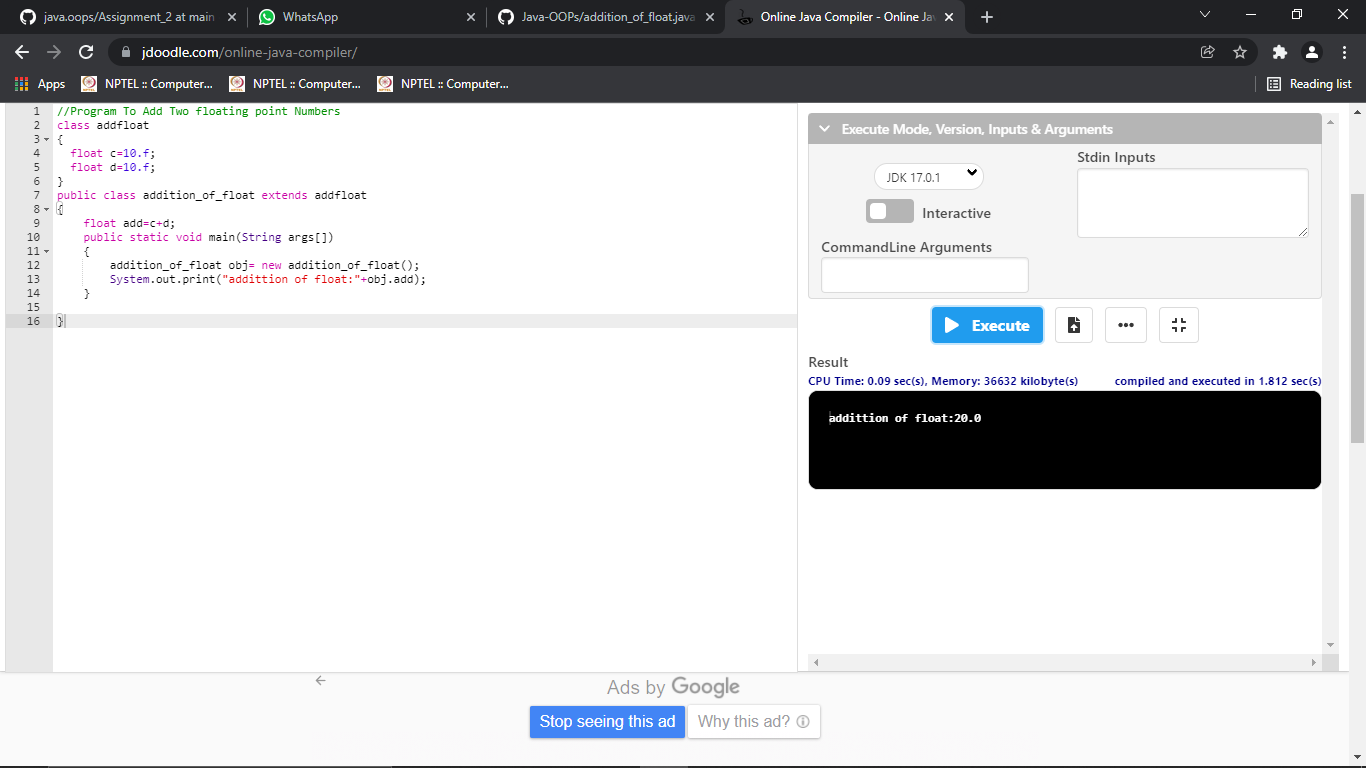 java.oops/Assignment_2 at main
WhatsApp
Java-OOPs/addition_of_float.java
Online Java Compiler - Online Jav
jdoodle.com/online-java-compiler/
Apps
NPTEL :: Computer...
NPTEL :: Computer...
NPTEL :: Computer...
Reading list
1 //Program To Add Two floating point Numbers
2 class addfloat
3 {
4 float c=10.f;
5 float d=10.f;
6 }
7 public class addition_of_float extends addfloat
8 {
9 float add=c+d;
10 public static void main(String args[])
11 {
12 addition_of_float obj= new addition_of_float();
13 System.out.print("addittion of float:"+obj.add);
14 }
15
16 }
Execute Mode, Version, Inputs & Arguments
JDK 17.0.1
Stdin Inputs
Interactive
CommandLine Arguments
Execute
Result
CPU Time: 0.09 sec(s), Memory: 36632 kilobyte(s)
compiled and executed in 1.812 sec(s)
addittion of float:20.0
Ads by Google
Stop seeing this ad
Why this ad?